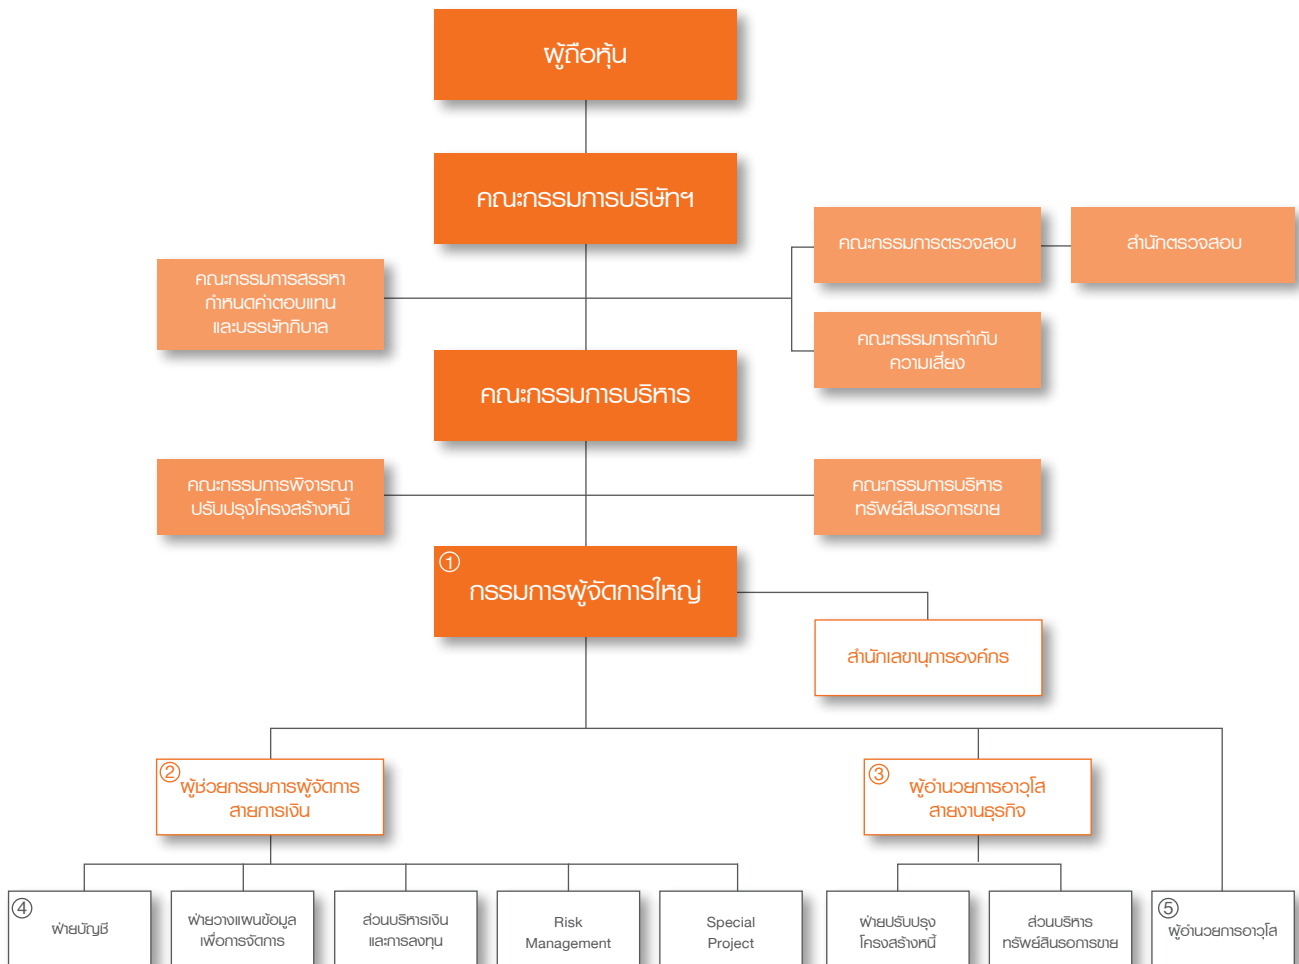 ผู้ถือหุ้น
คณะกรรมการบริษัทฯ
คณะกรรมการตรวจสอบ
สำนักตรวจสอบ
คณะกรรมการสรรหา
กำหนดค่าตอบแทน
และบรรษัทภิบาล
คณะกรรมการกำกับ
ความเสี่ยง
คณะกรรมการบริหาร
คณะกรรมการพิจารณา
ปรับปรุงโครงสร้างหนี้
คณะกรรมการบริหาร
ทรัพย์สินรอการขาย
①
กรรมการผู้จัดการใหญ่
สำนักเลขานุการองค์กร
②
ผู้ช่วยกรรมการผู้จัดการ
สายการเงิน
③
ผู้อำนวยการอาวุโส
สายงานธุรกิจ
④
ฝ่ายบัญชี
ฝ่ายวางแผนข้อมูล
เพื่อการจัดการ
ส่วนบริหารเงิน
และการลงทุน
Risk
Management
Special
Project
ฝ่ายปรับปรุง
โครงสร้างหนี้
ส่วนบริหาร
ทรัพย์สินรอการขาย
⑤
ผู้อำนวยการอาวุโส